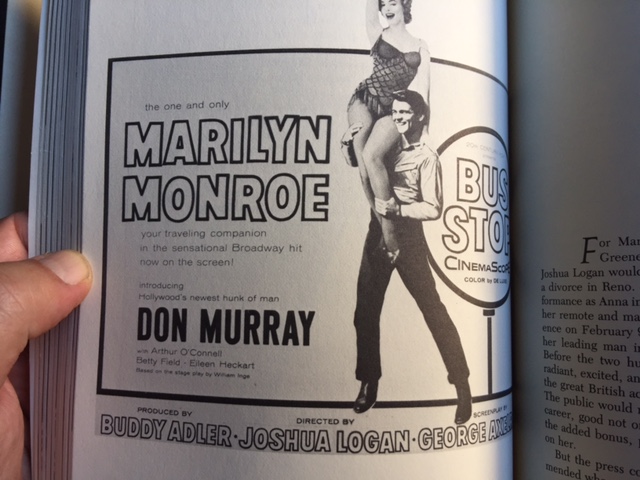 the one and only
MARILYN
MONROE
your traveling companion
in the sensational Broadway hit
now on the screen!
introducing
Hollywood's newest hunk of man
DON MURRAY
with Arthur O'Connell
Betty Field · Eileen Heckart
Based on the stage play by William Inge
BUS
STOP
CINEMASCOPE
COLOR by DE LUXE
PRODUCED BY
BUDDY ADLER ·
DIRECTED BY
JOSHUA LOGAN ·
SCREENPLAY BY
GEORGE
For
Greene
Joshua Logan would
a divorce in Reno.
formance as Anna in
her remote and
ence on February
her leading man in
Before the two
radiant, excited, and
the great British
The public would
career, good not
the added bonus,
on her.
But the press
mended